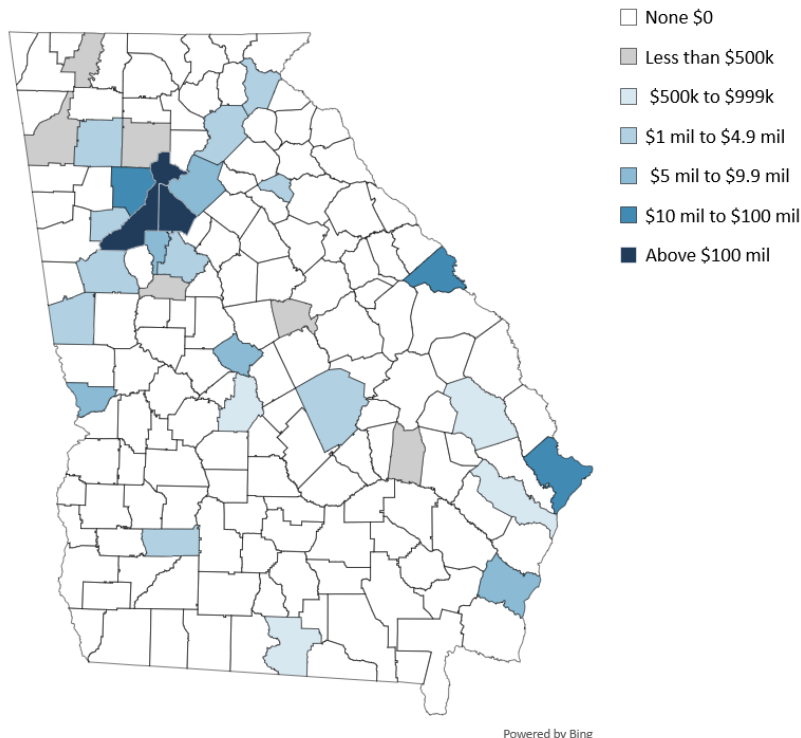 None $0
Less than $500k
$500k to $999k
$1 mil to $4.9 mil
$5 mil to $9.9 mil
$10 mil to $100 mil
Above $100 mil
Powered by Bing